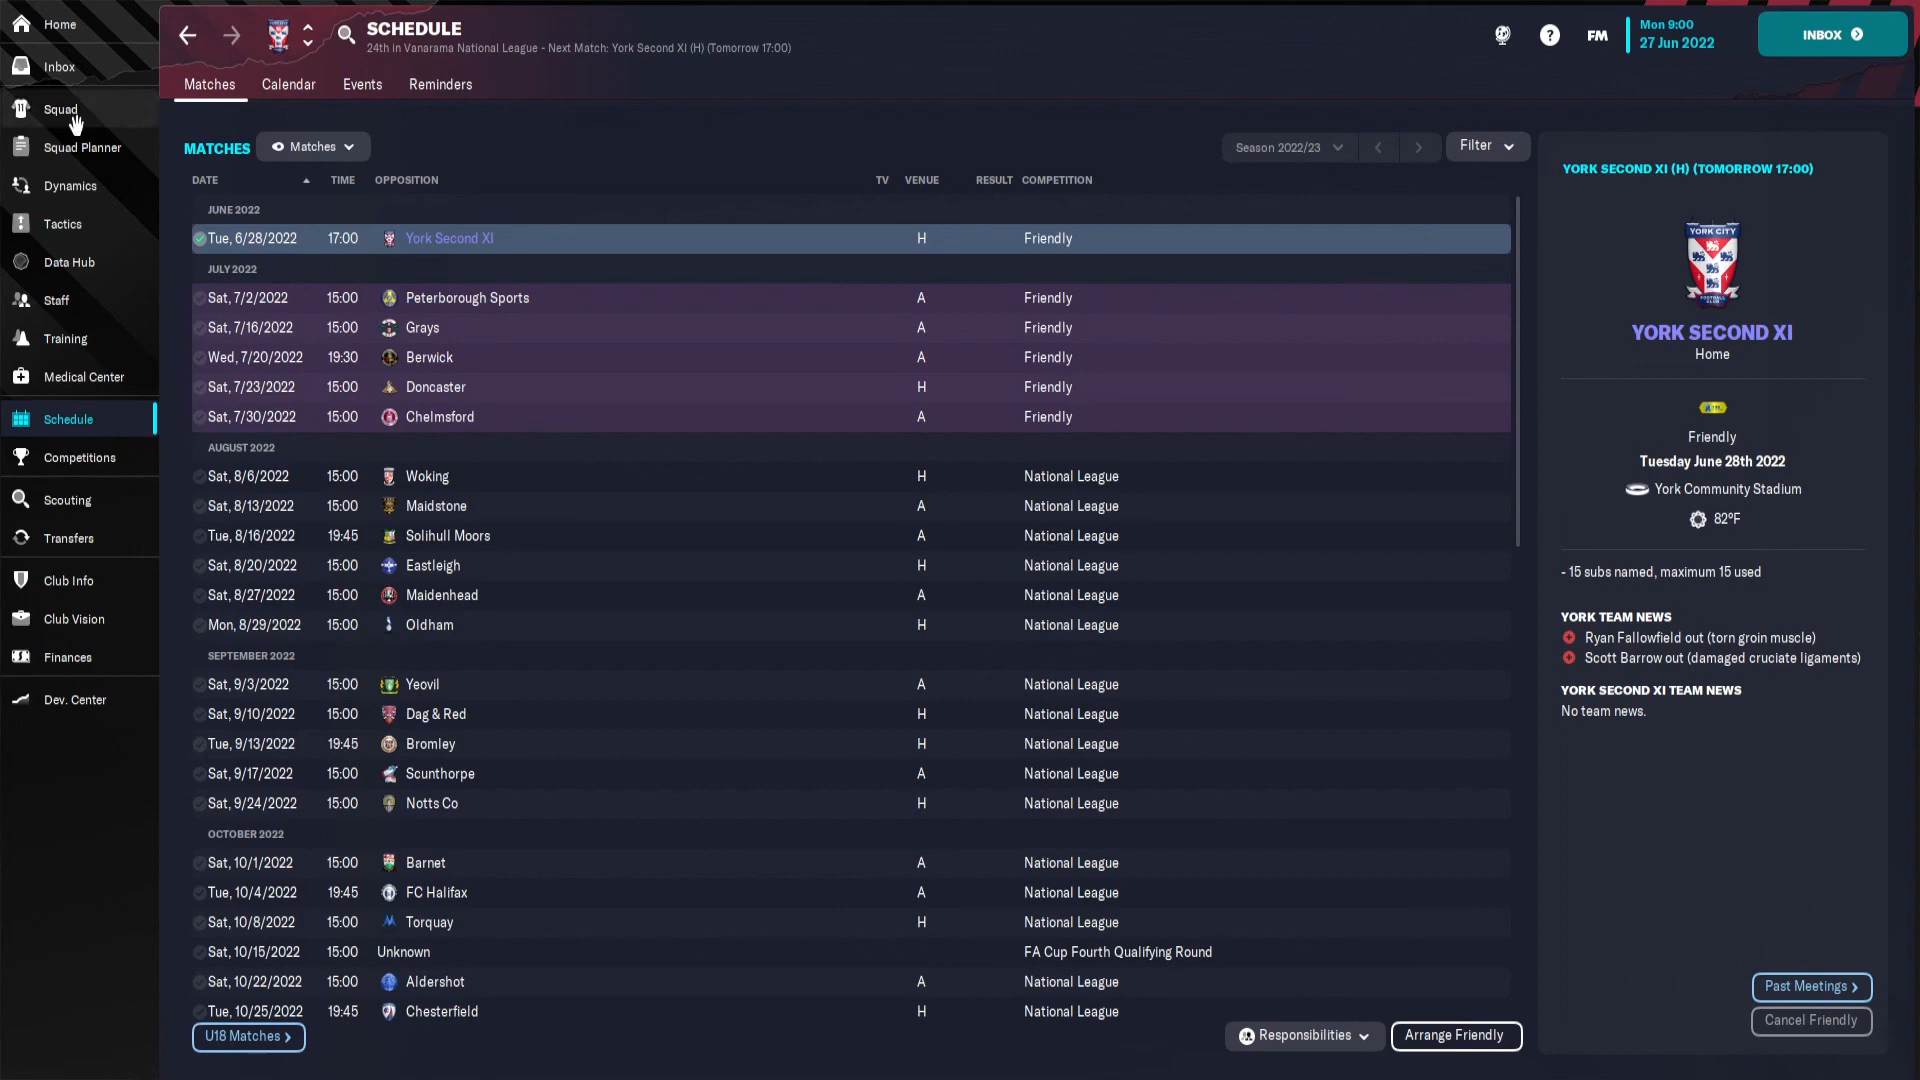 Home
Inbox
Squad
Squad Planner
Dynamics
Tactics
Data Hub
Staff
Training
Medical Center
Schedule
Competitions
Scouting
Transfers
Club Info
Club Vision
Finances
Dev. Center
SCHEDULE
24th in Vanarama National League - Next Match: York Second XI (H) (Tomorrow 17:00)
FM
Mon 9:00
27 Jun 2022
INBOX
Matches Calendar Events Reminders
MATCHES Matches Season 2022/23 Filter
DATE TIME OPPOSITION TV VENUE RESULT COMPETITION
JUNE 2022
Tue, 6/28/2022 17:00 York Second XI H Friendly
JULY 2022
Sat, 7/2/2022 15:00 Peterborough Sports A Friendly
Sat, 7/16/2022 15:00 Grays A Friendly
Wed, 7/20/2022 19:30 Berwick A Friendly
Sat, 7/23/2022 15:00 Doncaster H Friendly
Sat, 7/30/2022 15:00 Chelmsford A Friendly
AUGUST 2022
Sat, 8/6/2022 15:00 Woking H National League
Sat, 8/13/2022 15:00 Maidstone A National League
Tue, 8/16/2022 19:45 Solihull Moors A National League
Sat, 8/20/2022 15:00 Eastleigh H National League
Sat, 8/27/2022 15:00 Maidenhead A National League
Mon, 8/29/2022 15:00 Oldham H National League
SEPTEMBER 2022
Sat, 9/3/2022 15:00 Yeovil A National League
Sat, 9/10/2022 15:00 Dag & Red H National League
Tue, 9/13/2022 19:45 Bromley H National League
Sat, 9/17/2022 15:00 Scunthorpe A National League
Sat, 9/24/2022 15:00 Notts Co H National League
OCTOBER 2022
Sat, 10/1/2022 15:00 Barnet A National League
Tue, 10/4/2022 19:45 FC Halifax A National League
Sat, 10/8/2022 15:00 Torquay H National League
Sat, 10/15/2022 15:00 Unknown FA Cup Fourth Qualifying Round
Sat, 10/22/2022 15:00 Aldershot A National League
Tue, 10/25/2022 19:45 Chesterfield H National League
U18 Matches Responsibilities Arrange Friendly
YORK SECOND XI (H) (TOMORROW 17:00)
YORK CITY
FOOTBALL CLUB
YORK SECOND XI
Home
Friendly
Tuesday June 28th 2022
York Community Stadium
82°F
- 15 subs named, maximum 15 used
YORK TEAM NEWS
Ryan Fallowfield out (torn groin muscle)
Scott Barrow out (damaged cruciate ligaments)
YORK SECOND XI TEAM NEWS
No team news.
Past Meetings
Cancel Friendly